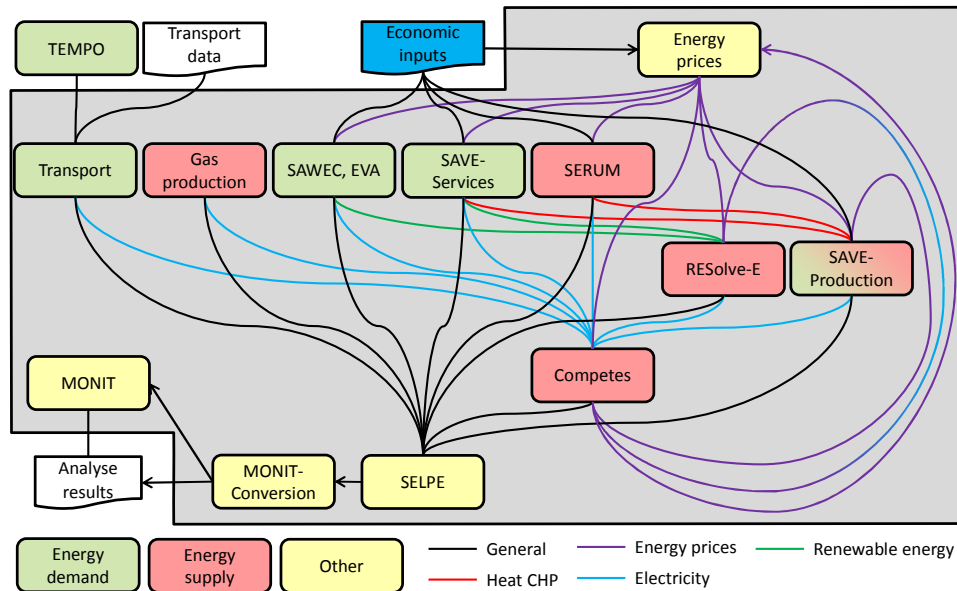 TEMPO
Transport
data
Economic
inputs
Energy
prices
Transport
Gas
production
SAWEC, EVA
SAVE-
Services
SERUM
RESolve-E
SAVE-
Production
MONIT
Competes
Analyse
results
MONIT-
Conversion
SELPE
Energy
demand
Energy
supply
Other
General
Energy prices
Renewable energy
Heat CHP
Electricity